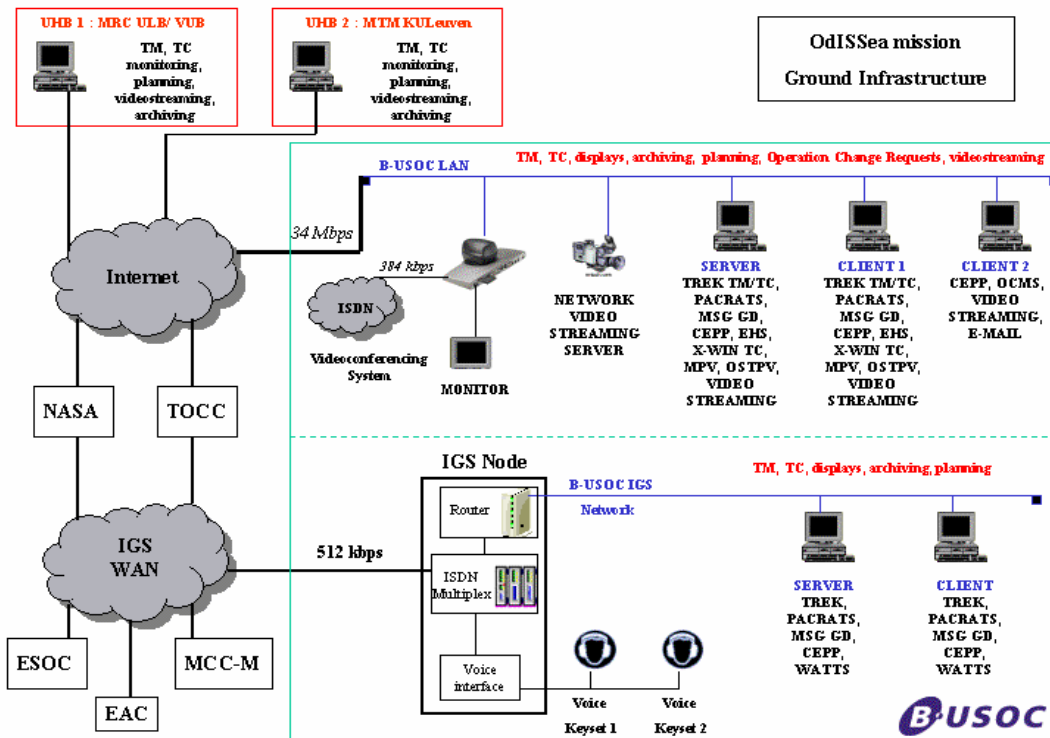 UHB 1 : MRC ULB/ VUB
TM, TC
monitoring,
planning,
videostreaming,
archiving
UHB 2 : MTM KULeuven
TM, TC
monitoring,
planning,
videostreaming,
archiving
OdISSea mission
Ground Infrastructure
B-USOC LAN
TM, TC, displays, archiving, planning, Operation Change Requests, videostreaming
34 Mbps
Internet
384 kbps
ISDN
Videoconferencing
System
MONITOR
NETWORK
VIDEO
STREAMING
SERVER
SERVER
TREK TM/TC,
PACRATS,
MSG GD,
CEPP, EHS,
X-WIN TC,
MPV, OSTPV,
VIDEO
STREAMING
CLIENT 1
TREK TM/TC,
PACRATS,
MSG GD,
CEPP, EHS,
X-WIN TC,
MPV, OSTPV,
VIDEO
STREAMING
CLIENT 2
CEPP, OCMS,
VIDEO
STREAMING,
E-MAIL
NASA
TOCC
IGS Node
Router
B-USOC IGS
Network
TM, TC, displays, archiving, planning
IGS
WAN
512 kbps
ISDN
Multiplex
SERVER
TREK,
PACRATS,
MSG GD,
CEPP,
WATTS
CLIENT
TREK,
PACRATS,
MSG GD,
CEPP,
WATTS
ESOC
MCC-M
EAC
Voice
interface
Voice
Keyset 1
Voice
Keyset 2
B·USOC